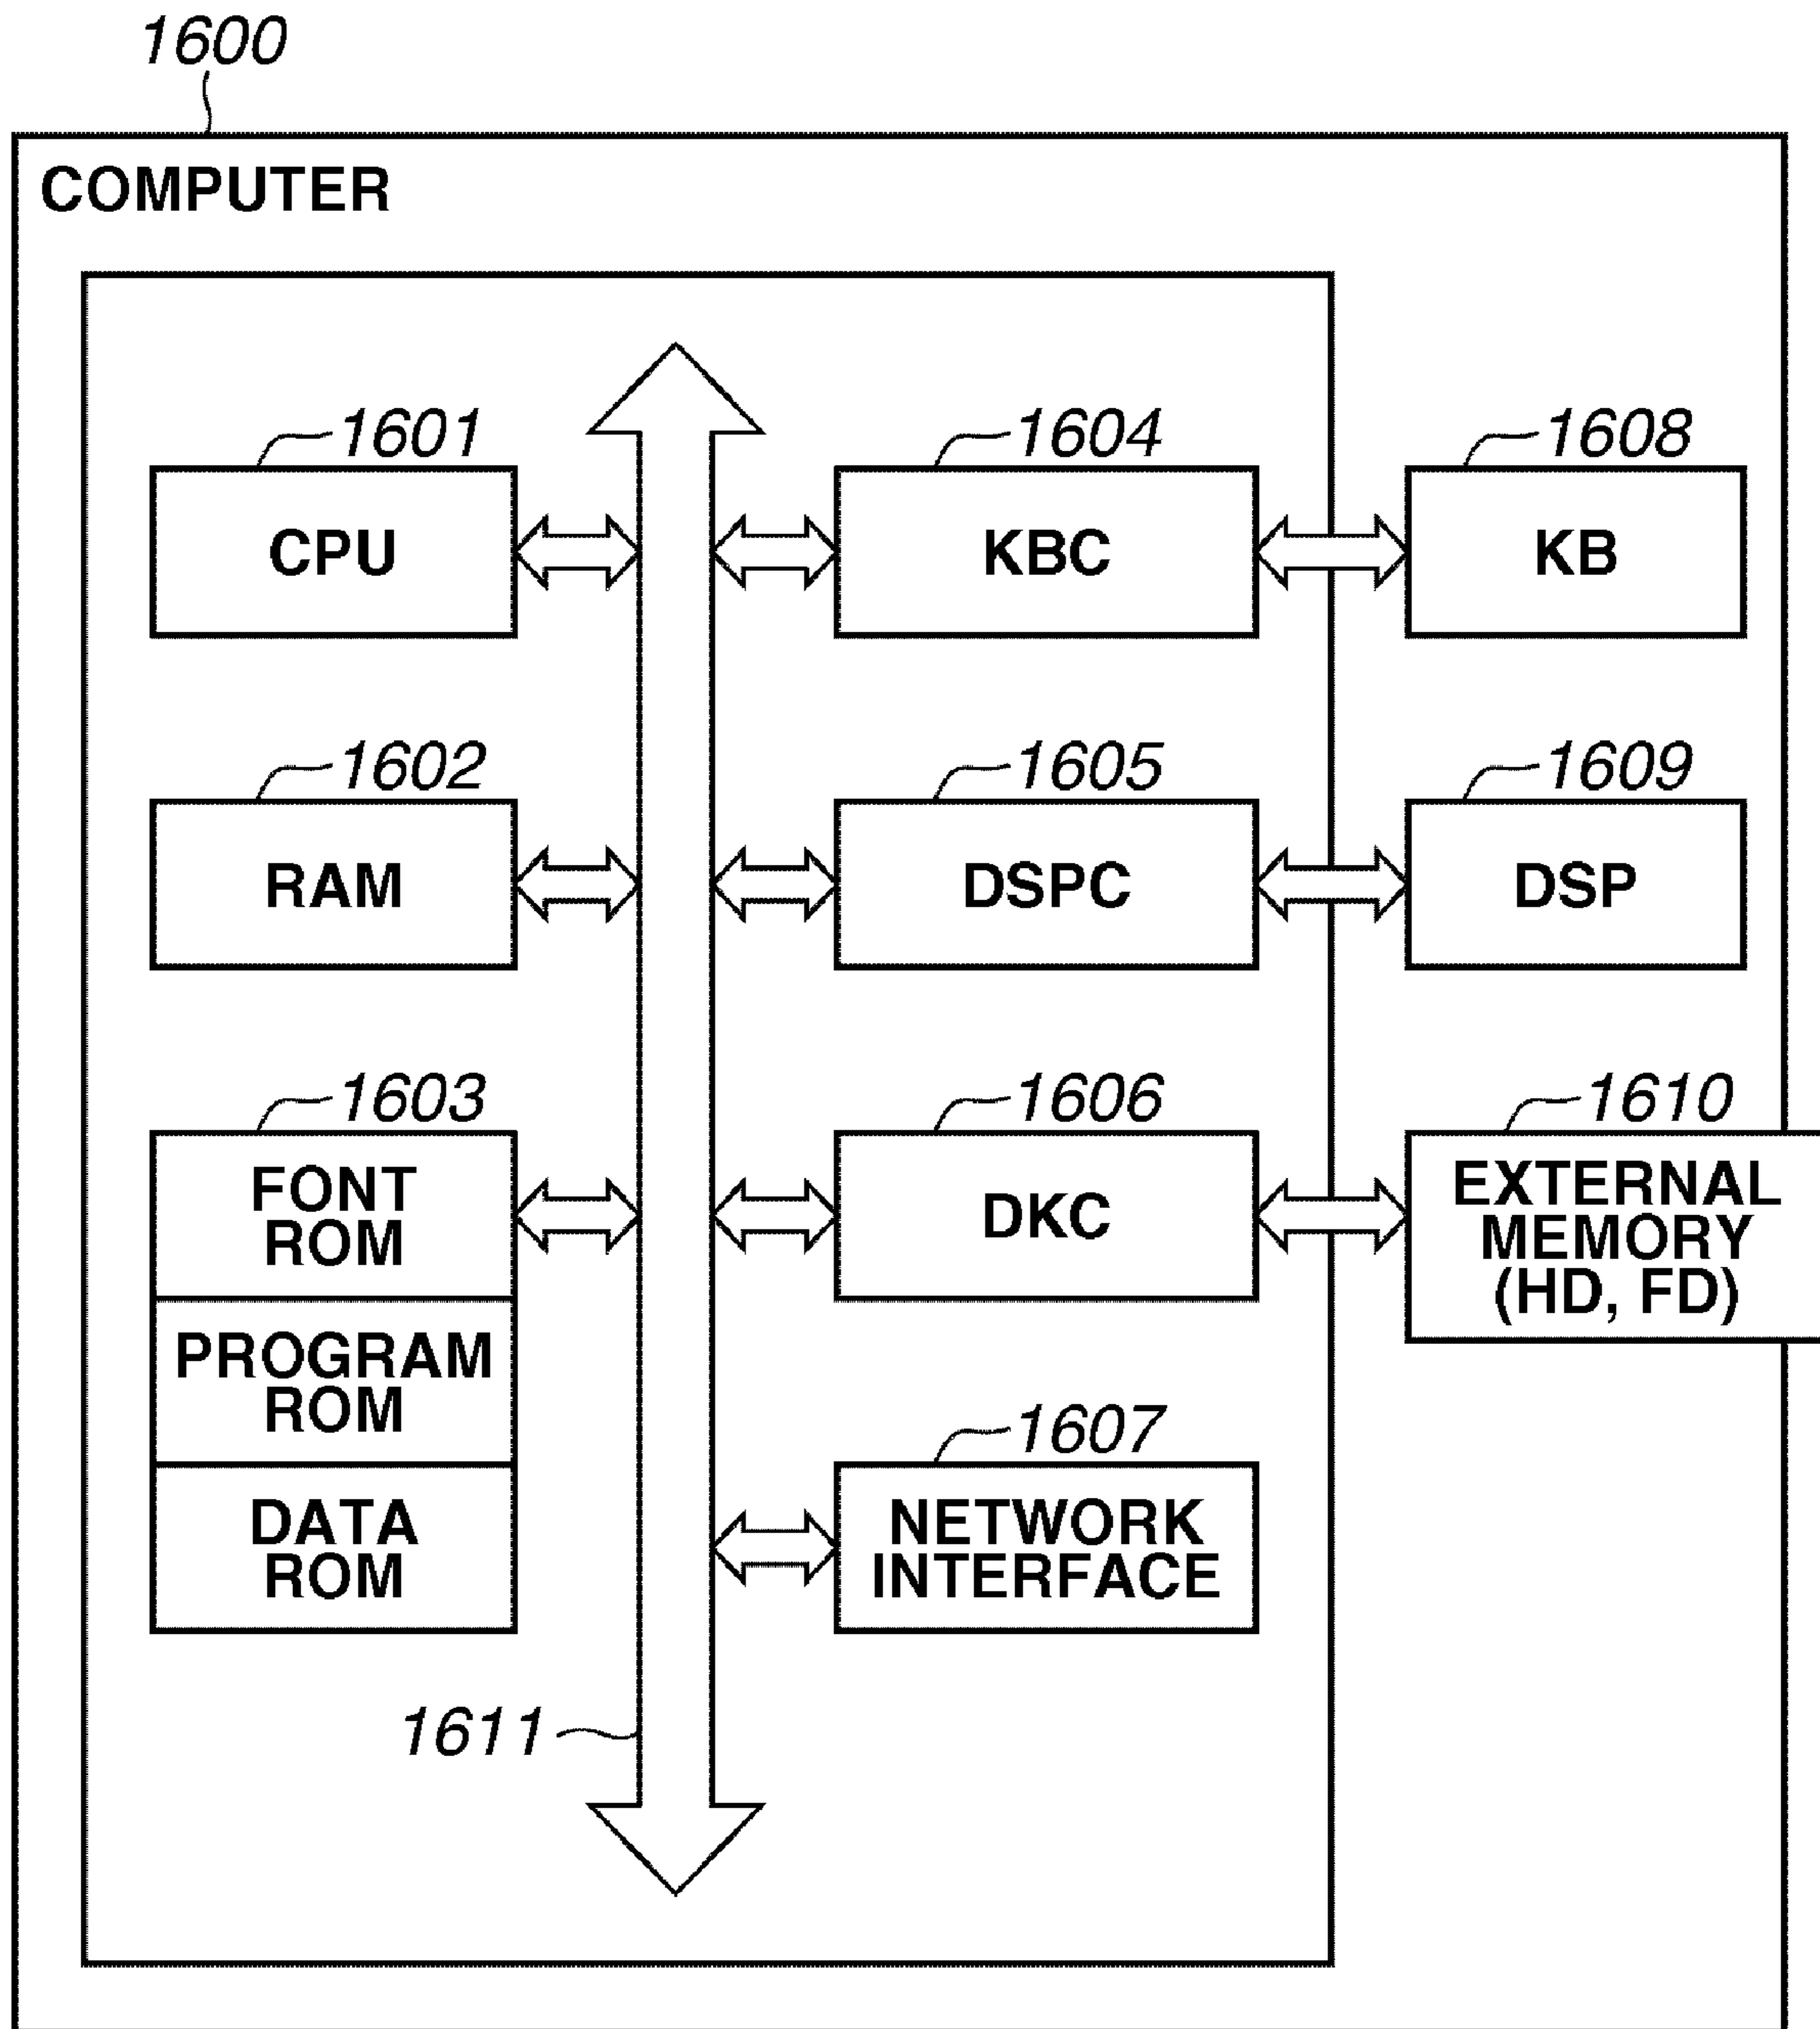 1600
COMPUTER
1601
1604
1608
CPU
KBC
KB
1602
1605
1609
RAM
DSPC
DSP
1603
1606
1610
FONT
ROM
DKC
EXTERNAL
MEMORY
(HD, FD)
PROGRAM
ROM
1607
DATA
ROM
NETWORK
INTERFACE
1611